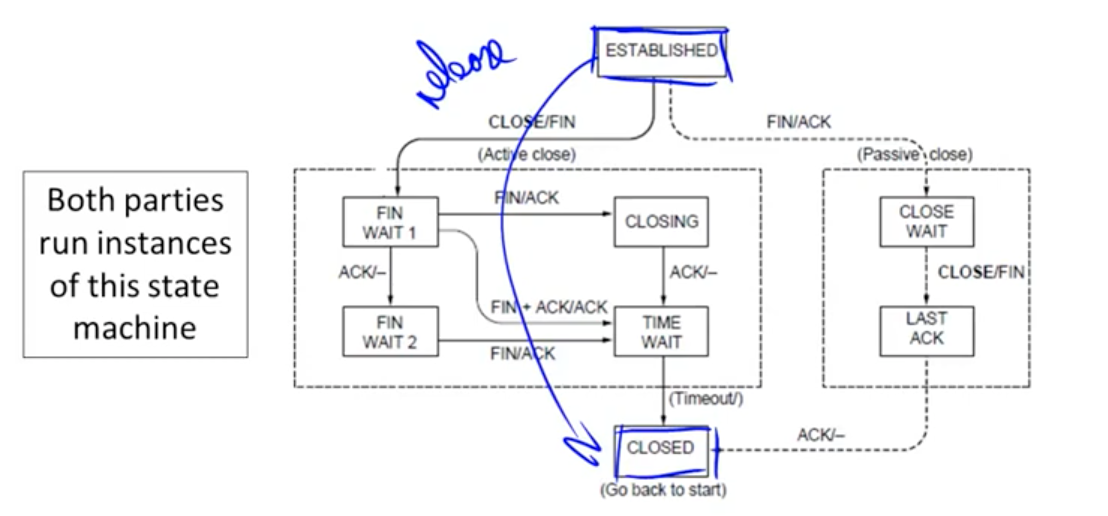 release
ESTABLISHED
CLOSE/FIN
FIN/ACK
(Active close)
(Passive close)
Both parties
run instances
of this state
machine
FIN
WAIT 1
FIN/ACK
CLOSING
CLOSE
WAIT
ACK/–
ACK/–
CLOSE/FIN
FIN + ACK/ACK
FIN
WAIT 2
TIME
WAIT
LAST
ACK
FIN/ACK
(Timeout/)
ACK/–
CLOSED
(Go back to start)